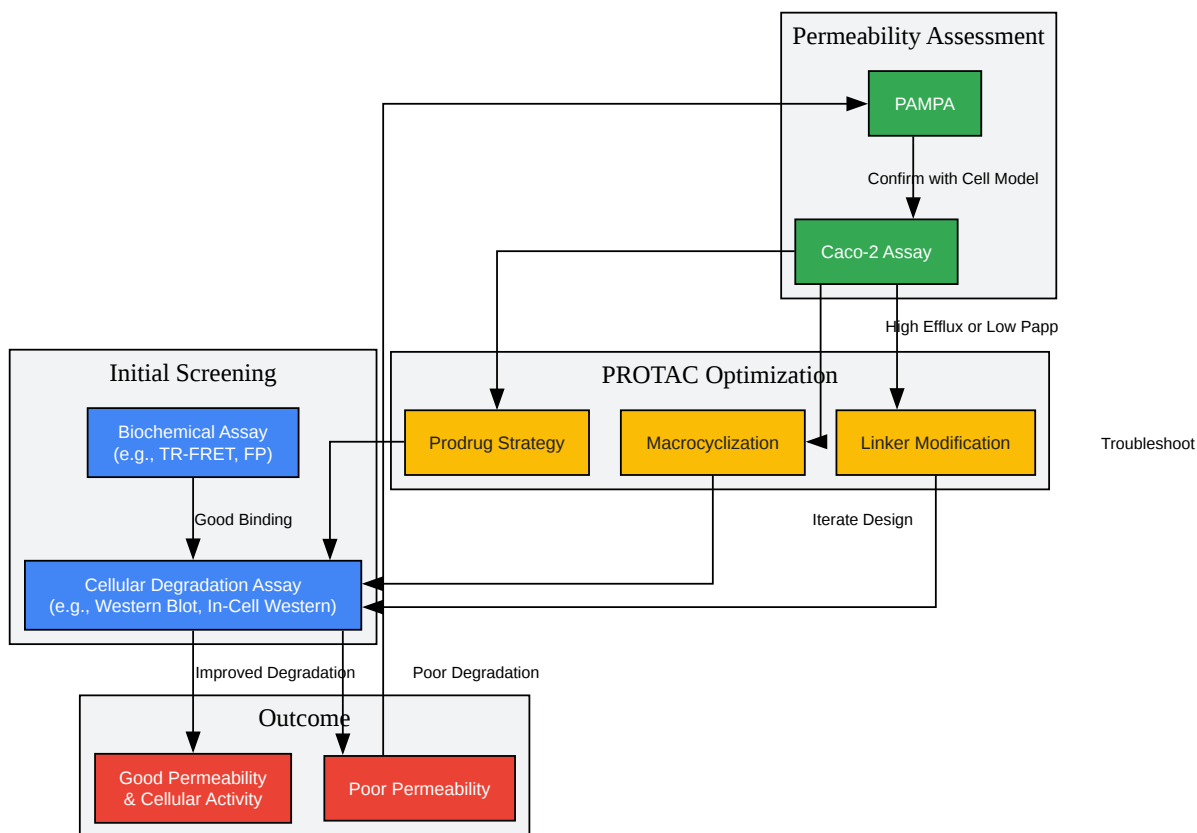 Permeability Assessment
PAMPA
Confirm with Cell Model
Caco-2 Assay
High Efflux or Low Papp
Initial Screening
PROTAC Optimization
Biochemical Assay
(e.g., TR-FRET, FP)
Prodrug Strategy
Macrocyclization
Linker Modification
Troubleshoot
Good Binding
Iterate Design
Cellular Degradation Assay
(e.g., Western Blot, In-Cell Western)
Improved Degradation
Poor Degradation
Outcome
Good Permeability
& Cellular Activity
Poor Permeability